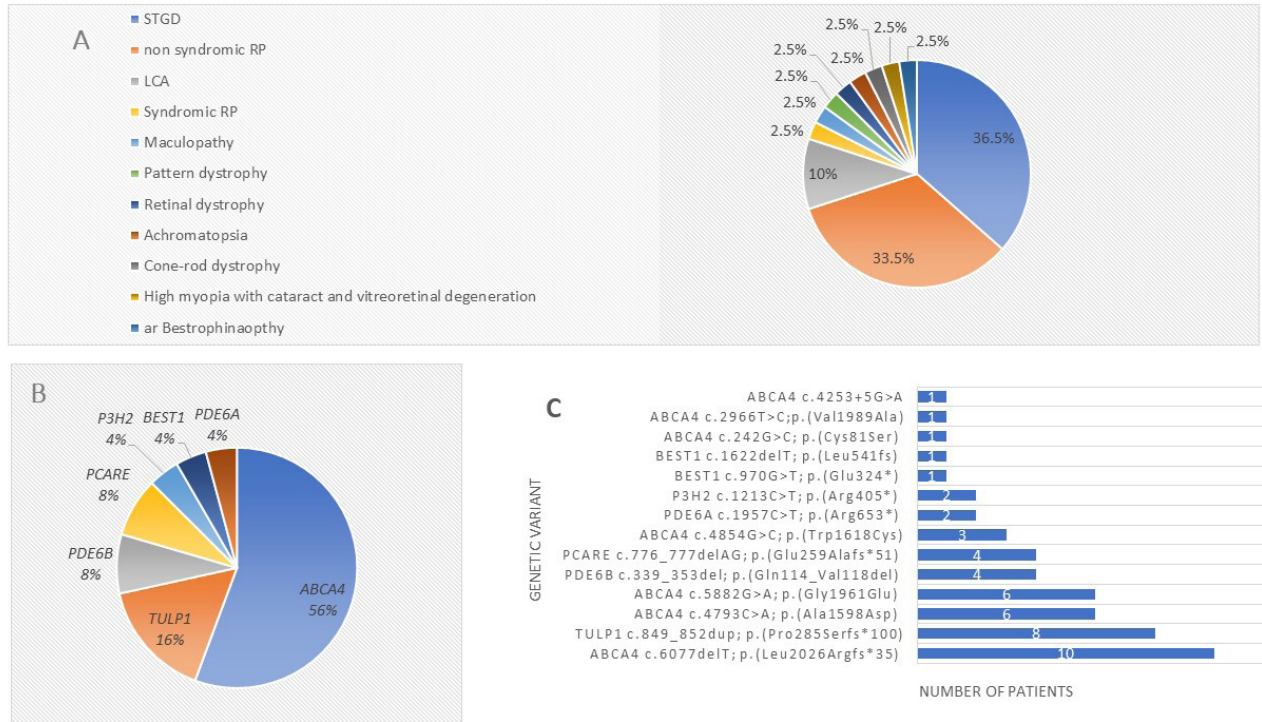 A
STGD
non syndromic RP
LCA
Syndromic RP
Maculopathy
Pattern dystrophy
Retinal dystrophy
Achromatopsia
Cone-rod dystrophy
High myopia with cataract and vitreoretinal degeneration
ar Bestrophinaopthy
2.5%
2.5%
2.5%
2.5%
2.5%
2.5%
2.5%
2.5%
10%
36.5%
33.5%
B
P3H2
4%
BEST1
4%
PDE6A
4%
PCARE
8%
PDE6B
8%
TULP1
16%
ABCA4
56%
C
GENETIC VARIANT
ABCA4 c.4253+5G>A 1
ABCA4 c.2966T>C;p.(Val1989Ala) 1
ABCA4 c.242G>C; p.(Cys81Ser) 1
BEST1 c.1622delT; p.(Leu541fs) 1
BEST1 c.970G>T; p.(Glu324*) 1
P3H2 c.1213C>T; p.(Arg405*) 2
PDE6A c.1957C>T; p.(Arg653*) 2
ABCA4 c.4854G>C; p.(Trp1618Cys) 3
PCARE c.776_777delAG; p.(Glu259Alafs*51) 4
PDE6B c.339_353del; p.(Gln114_Val118del) 4
ABCA4 c.5882G>A; p.(Gly1961Glu) 6
ABCA4 c.4793C>A; p.(Ala1598Asp) 6
TULP1 c.849_852dup; p.(Pro285Serfs*100) 8
ABCA4 c.6077delT; p.(Leu2026Argfs*35) 10
NUMBER OF PATIENTS